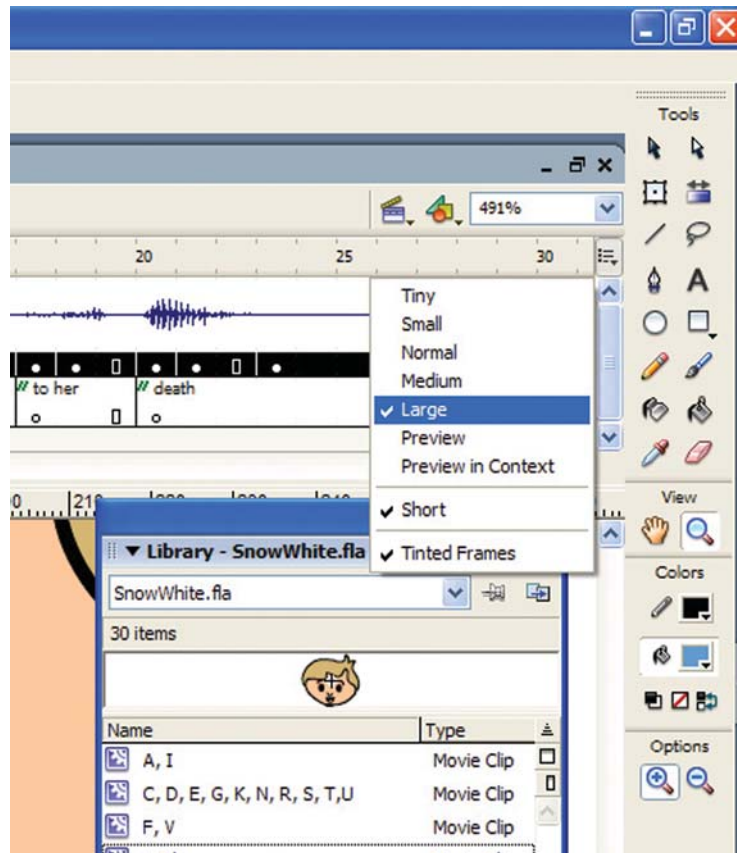 Tools
491%
20 25 30
Tiny
Small
Normal
Medium
Large
Preview
Preview in Context
Short
Tinted Frames
to her death
View
Colors
Options
Library - SnowWhite.fla
SnowWhite.fla
30 items
Name Type
A, I Movie Clip
C, D, E, G, K, N, R, S, T,U Movie Clip
F, V Movie Clip